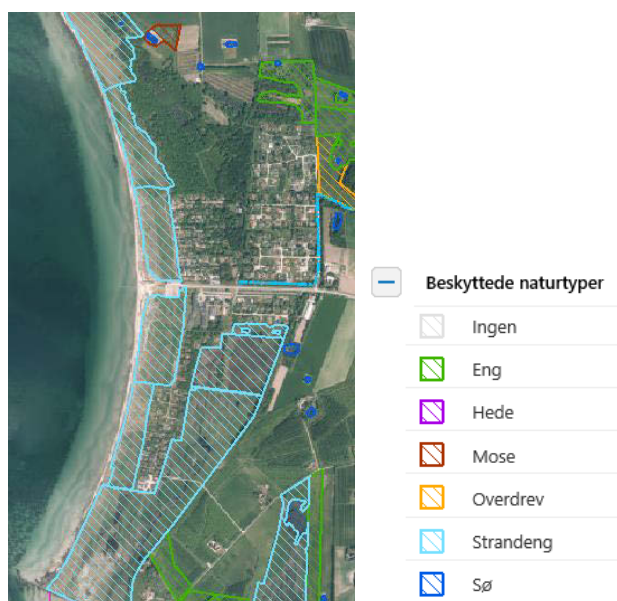 Beskyttede naturtyper
Ingen
Eng
Hede
Mose
Overdrev
Strandeng
Sø